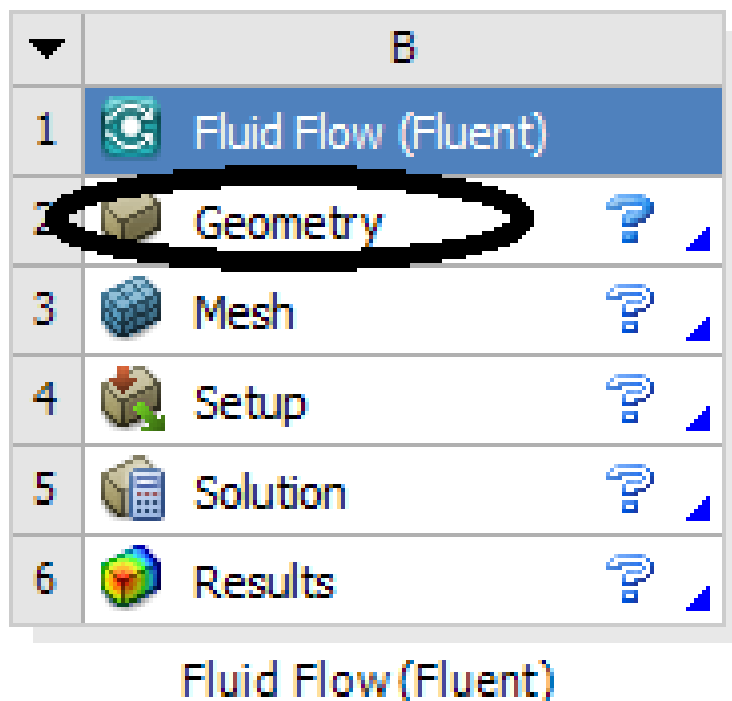 B
1 Fluid Flow (Fluent)
2 Geometry ?
3 Mesh ?
4 Setup ?
5 Solution ?
6 Results ?
Fluid Flow (Fluent)